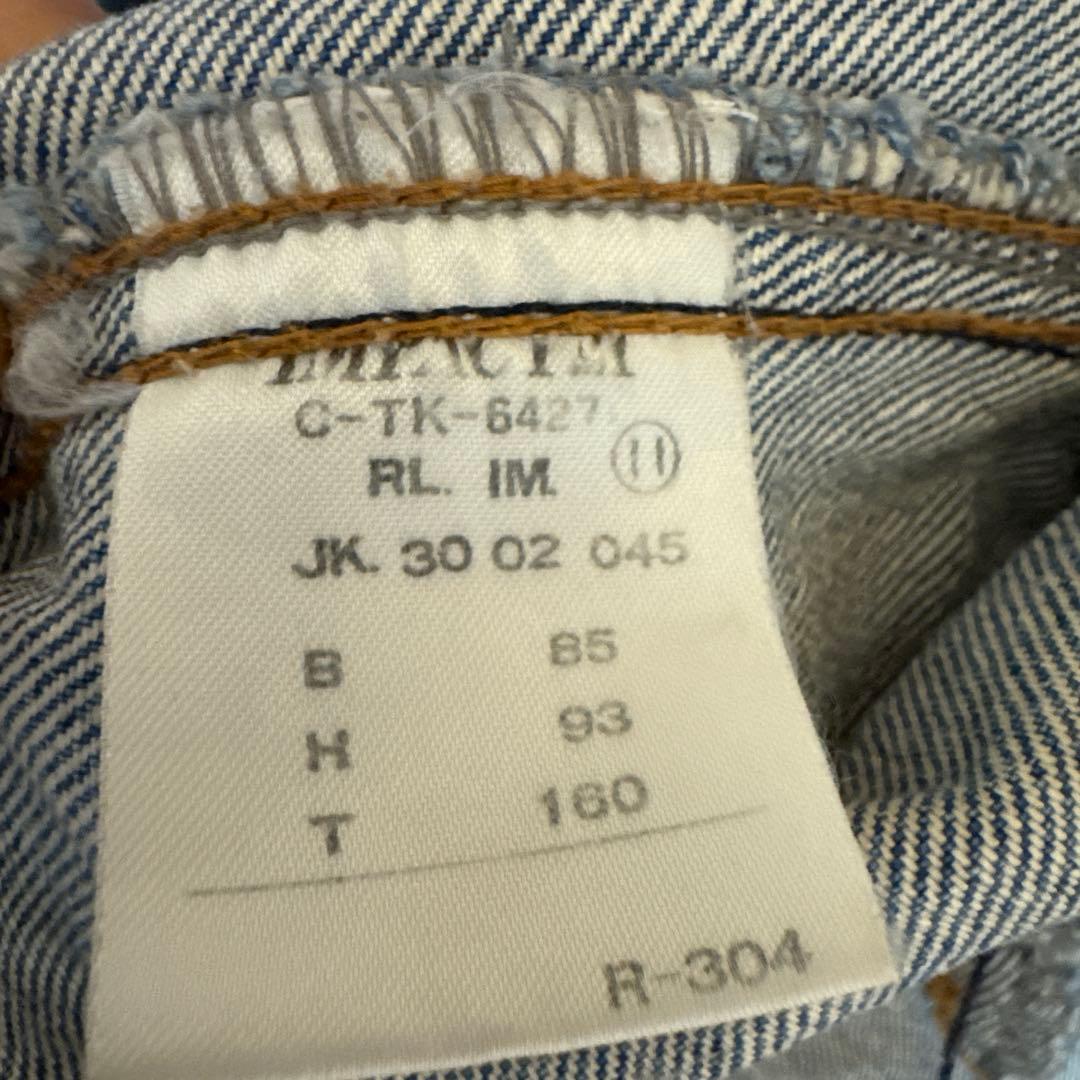 C-TK-6427
RL. IM. ⑪
JK. 30 02 045
B 85
H 93
T 160
R-304